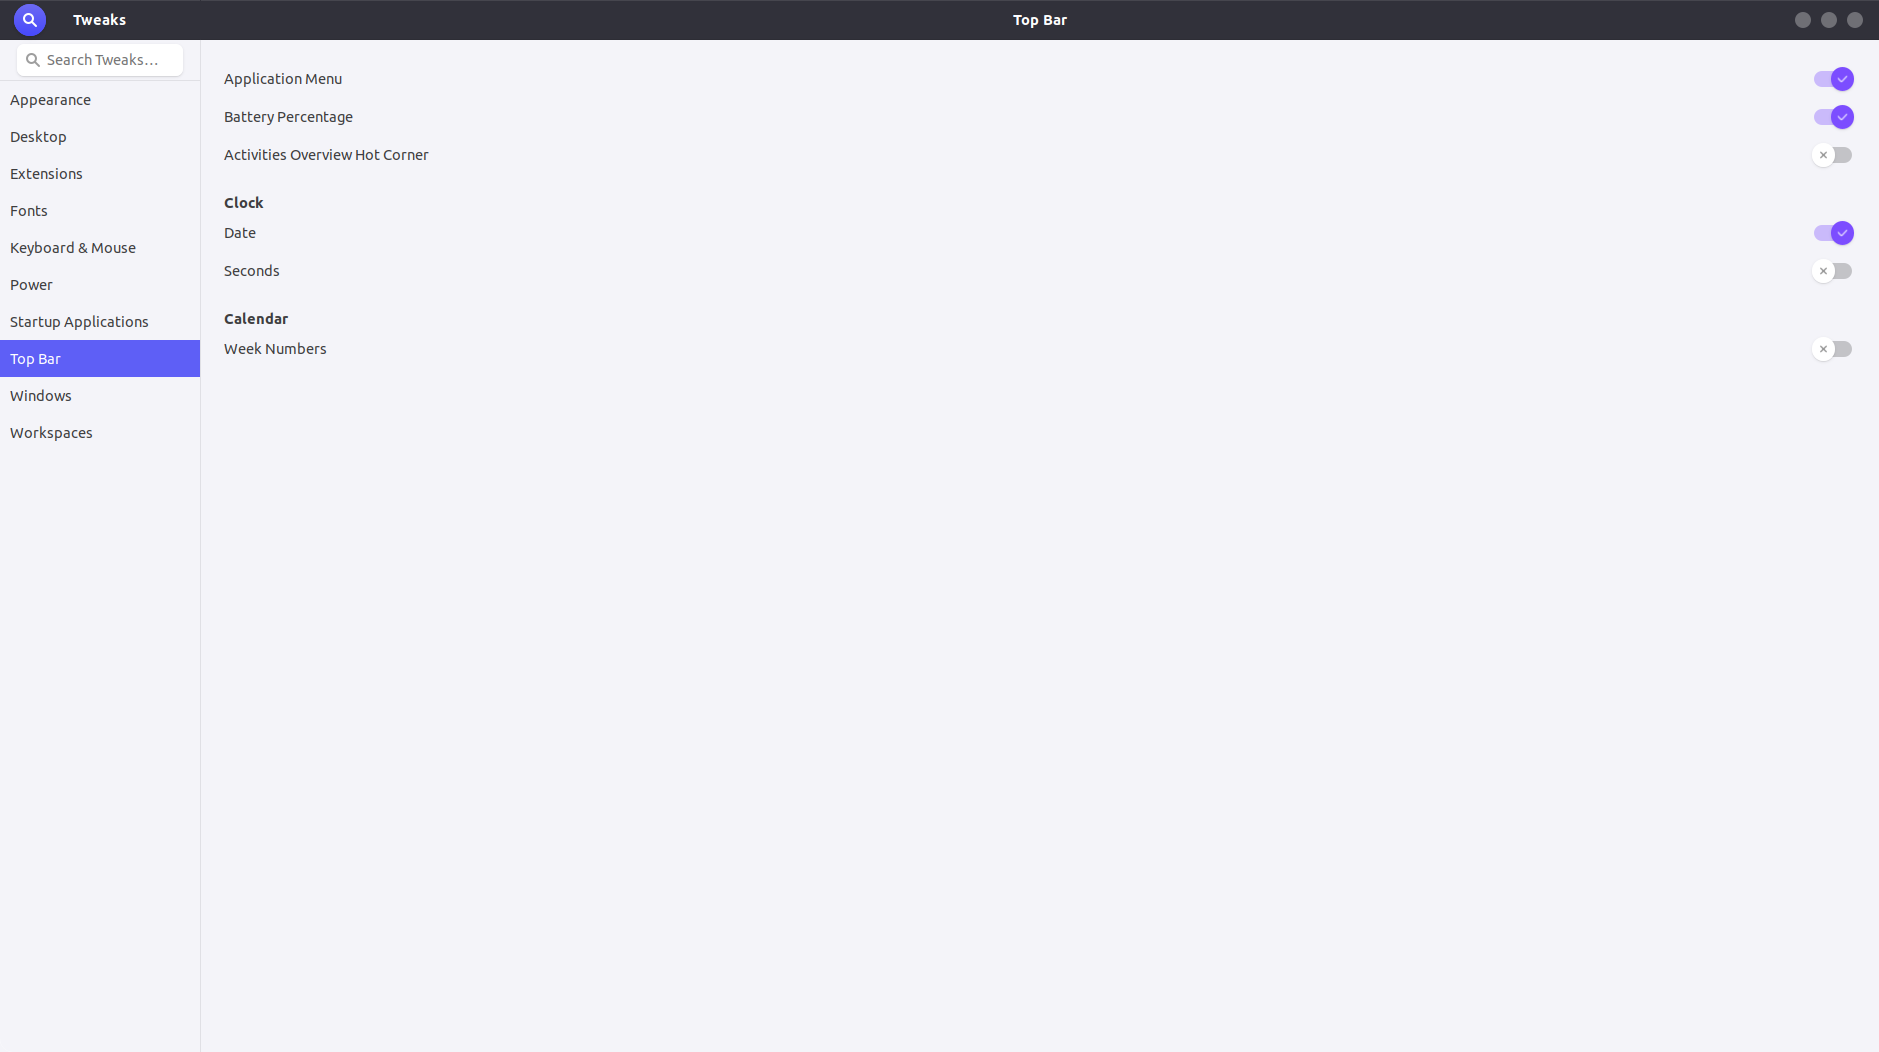 Tweaks
Top Bar
Search Tweaks...
Appearance
Desktop
Extensions
Fonts
Keyboard & Mouse
Power
Startup Applications
Top Bar
Windows
Workspaces
Application Menu
Battery Percentage
Activities Overview Hot Corner
Clock
Date
Seconds
Calendar
Week Numbers